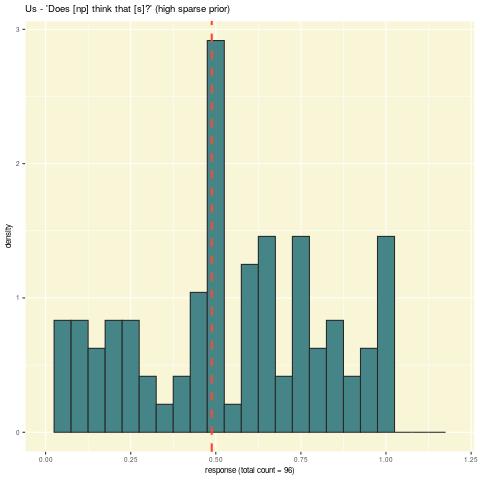 Us - 'Does [np] think that [s]?' (high sparse prior)
3
2
1
0
density
0.00 0.25 0.50 0.75 1.00 1.25
response (total count = 96)